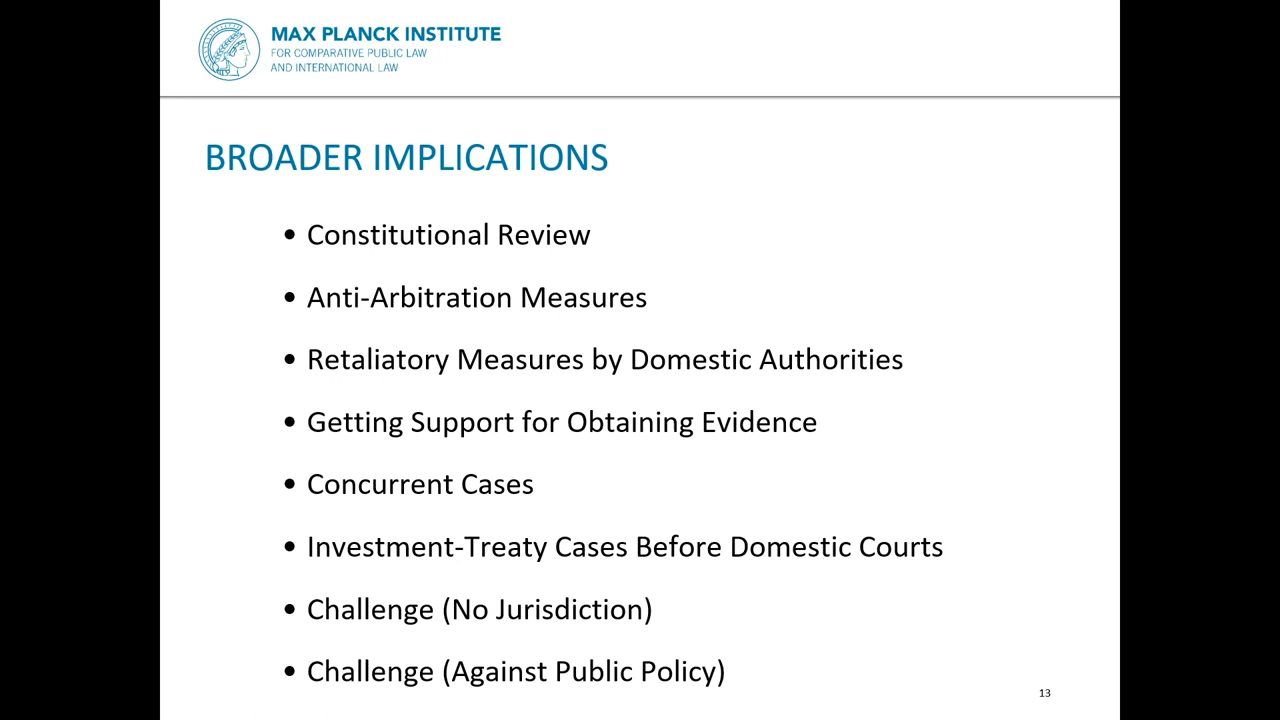 MAX PLANCK INSTITUTE
FOR COMPARATIVE PUBLIC LAW
AND INTERNATIONAL LAW
BROADER IMPLICATIONS
• Constitutional Review
• Anti-Arbitration Measures
• Retaliatory Measures by Domestic Authorities
• Getting Support for Obtaining Evidence
• Concurrent Cases
• Investment-Treaty Cases Before Domestic Courts
• Challenge (No Jurisdiction)
• Challenge (Against Public Policy)
13